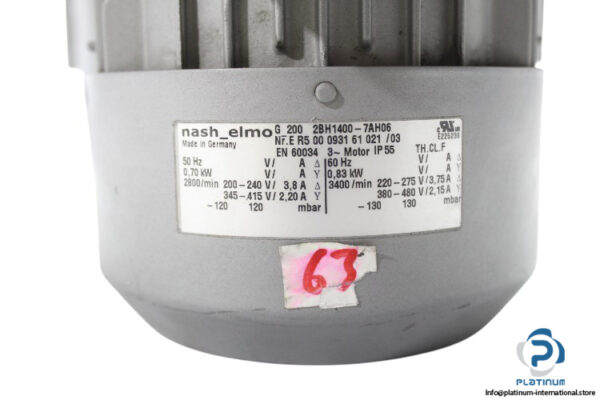 nash_elmo G 200 2BH1400-7AH06
Made in Germany Nr.E R5 00 0931 61 021 /03
EN 60034 3~ Motor IP 55 TH.CL.F
E225239
50 Hz V/ A Δ 60 Hz V/ A Δ
0,70 kW V/ A Y 0,83 kW V/ A Y
2800/min 200-240 V/ 3,8 A Δ 3400/min 220-275 V/3,75 A Δ
345-415 V/ 2,20 A Y 380-480 V/2,15 A Y
-120 120 mbar -130 130 mbar
63
PLATINUM
Info@platinum-international.store